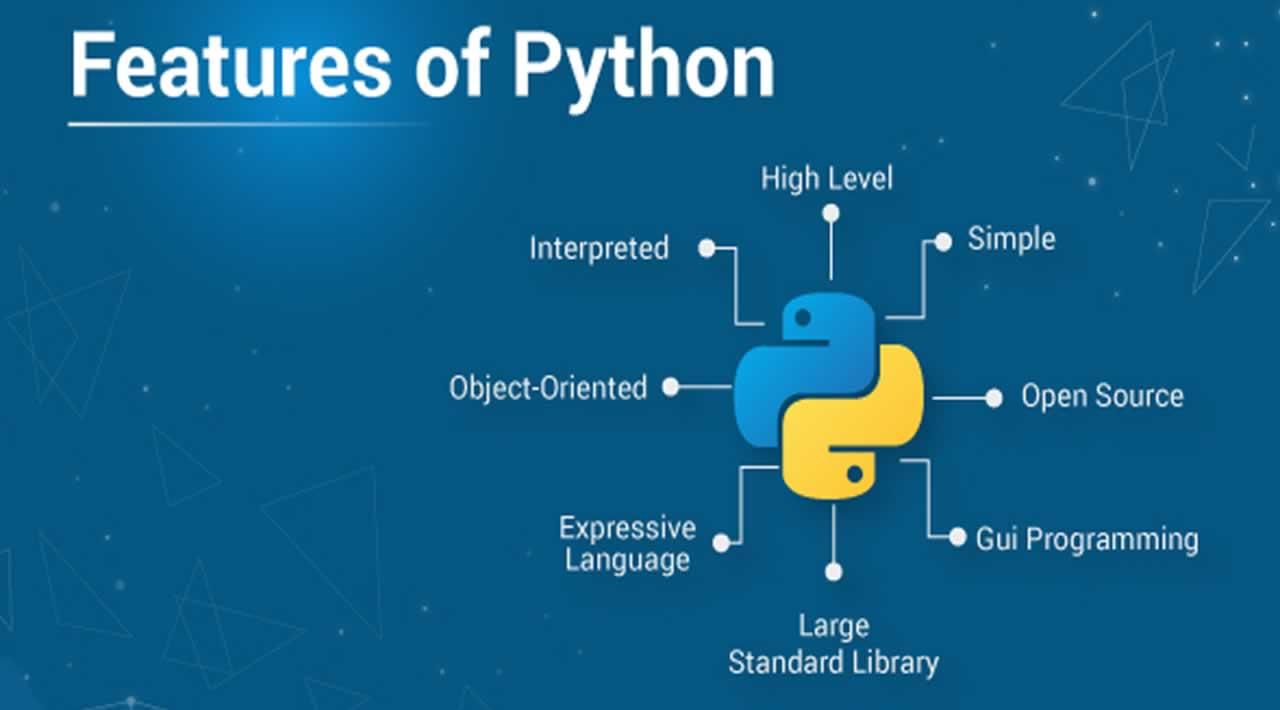 Features of Python
High Level
Interpreted
Simple
Object-Oriented
Open Source
Expressive
Language
Gui Programming
Large
Standard Library